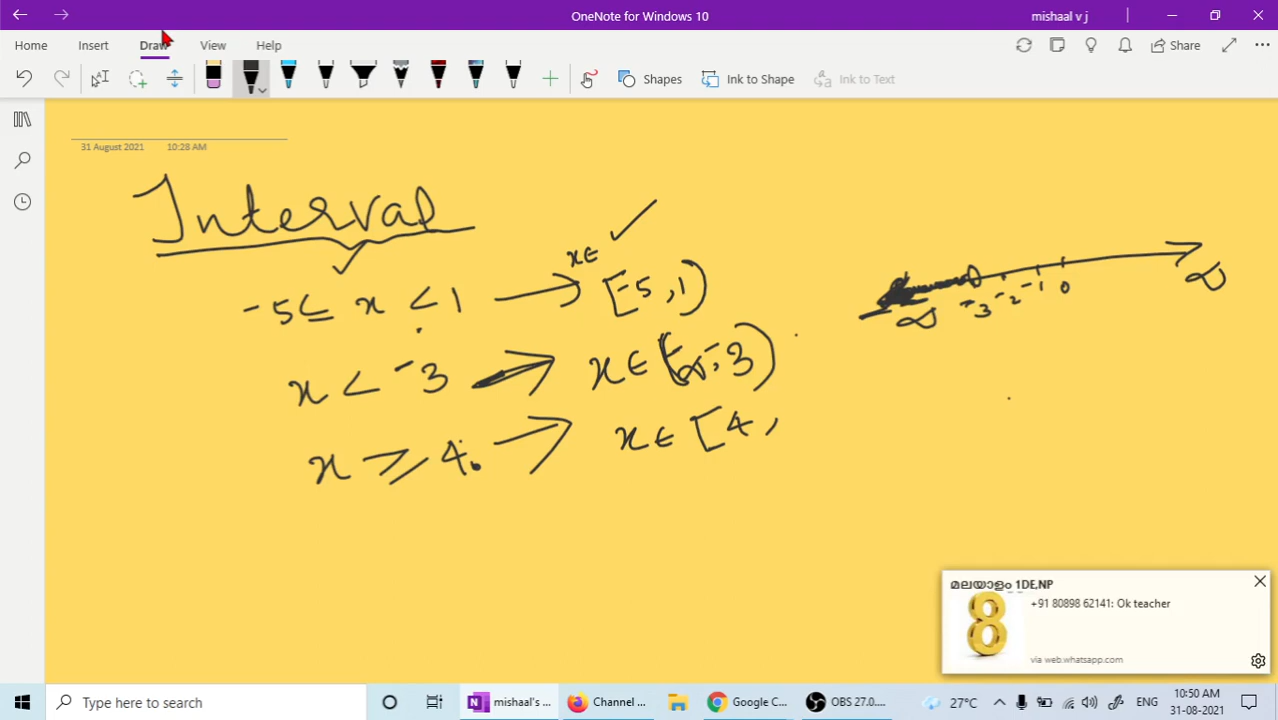 OneNote for Windows 10
mishaal v j
Home Insert Draw View Help
Share
Shapes Ink to Shape Ink to Text
31 August 2021 10:28 AM
Interval
-5 ≤ x < 1 → x ∈ [-5, 1)
x < -3 → x ∈ (-∞, -3)
x ≥ 4. → x ∈ [4,
∞ -3 -2 -1 0 ∞
മലയാളം 1DE,NP
+91 80898 62141: Ok teacher
via web.whatsapp.com
Type here to search
mishaal's ...
Channel ...
Google C...
OBS 27.0....
27°C
ENG
10:50 AM
31-08-2021